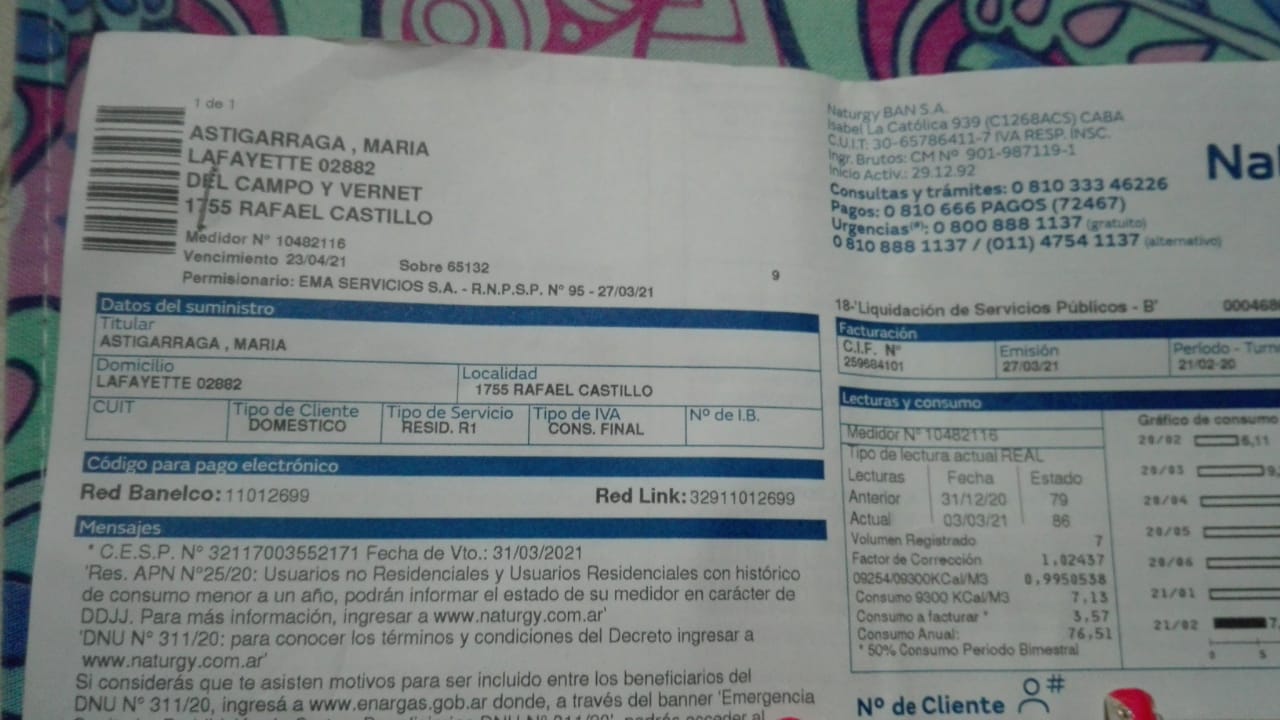 1 de 1
ASTIGARRAGA , MARIA
LAFAYETTE 02882
DEL CAMPO Y VERNET
1755 RAFAEL CASTILLO
Medidor N° 10482116
Vencimiento 23/04/21 Sobre 65132
9
Permisionario: EMA SERVICIOS S.A. - R.N.P.S.P. N° 95 - 27/03/21
Datos del suministro
Titular
ASTIGARRAGA , MARIA
Domicilio
LAFAYETTE 02882
Localidad
1755 RAFAEL CASTILLO
CUIT
Tipo de Cliente
DOMESTICO
Tipo de Servicio
RESID. R1
Tipo de IVA
CONS. FINAL
N° de I.B.
Código para pago electrónico
Red Banelco: 11012699 Red Link: 32911012699
Mensajes
* C.E.S.P. N° 32117003552171 Fecha de Vto.: 31/03/2021
'Res. APN N°25/20: Usuarios no Residenciales y Usuarios Residenciales con histórico
de consumo menor a un año, podrán informar el estado de su medidor en carácter de
DDJJ. Para más información, ingresar a www.naturgy.com.ar'
'DNU N° 311/20: para conocer los términos y condiciones del Decreto ingresar a
www.naturgy.com.ar'
Si considerás que te asisten motivos para ser incluido entre los beneficiarios del
DNU N° 311/20, ingresá a www.enargas.gob.ar donde, a través del banner 'Emergencia
Naturgy BAN S.A.
Isabel La Católica 939 (C1268ACS) CABA
C.U.I.T: 30-65786411-7 IVA RESP. INSC.
Ingr. Brutos: CM N° 901-987119-1
Inicio Activ.: 29.12.92
Consultas y trámites: 0 810 333 46226
Pagos: 0 810 666 PAGOS (72467)
Urgencias(*): 0 800 888 1137 (gratuito)
0 810 888 1137 / (011) 4754 1137 (alternativo)
Na
18-'Liquidación de Servicios Públicos - B' 000468
Facturación
C.I.F. N°
259684101
Emisión
27/03/21
Período - Turn
21/02-20
Lecturas y consumo
Medidor N° 10482116
Tipo de lectura actual REAL
Lecturas Fecha Estado
Anterior 31/12/20 79
Actual 03/03/21 86
Volumen Registrado 7
Factor de Corrección 1,02437
09254/09300KCal/M3 0,9950538
Consumo 9300 KCal/M3 7,13
Consumo a facturar * 3,57
Consumo Anual: 76,51
* 50% Consumo Periodo Bimestral
Gráfico de consumo
20/02 6,11
20/03 9,
20/04
20/05
20/06
21/01
21/02 7,
0 5
N° de Cliente #